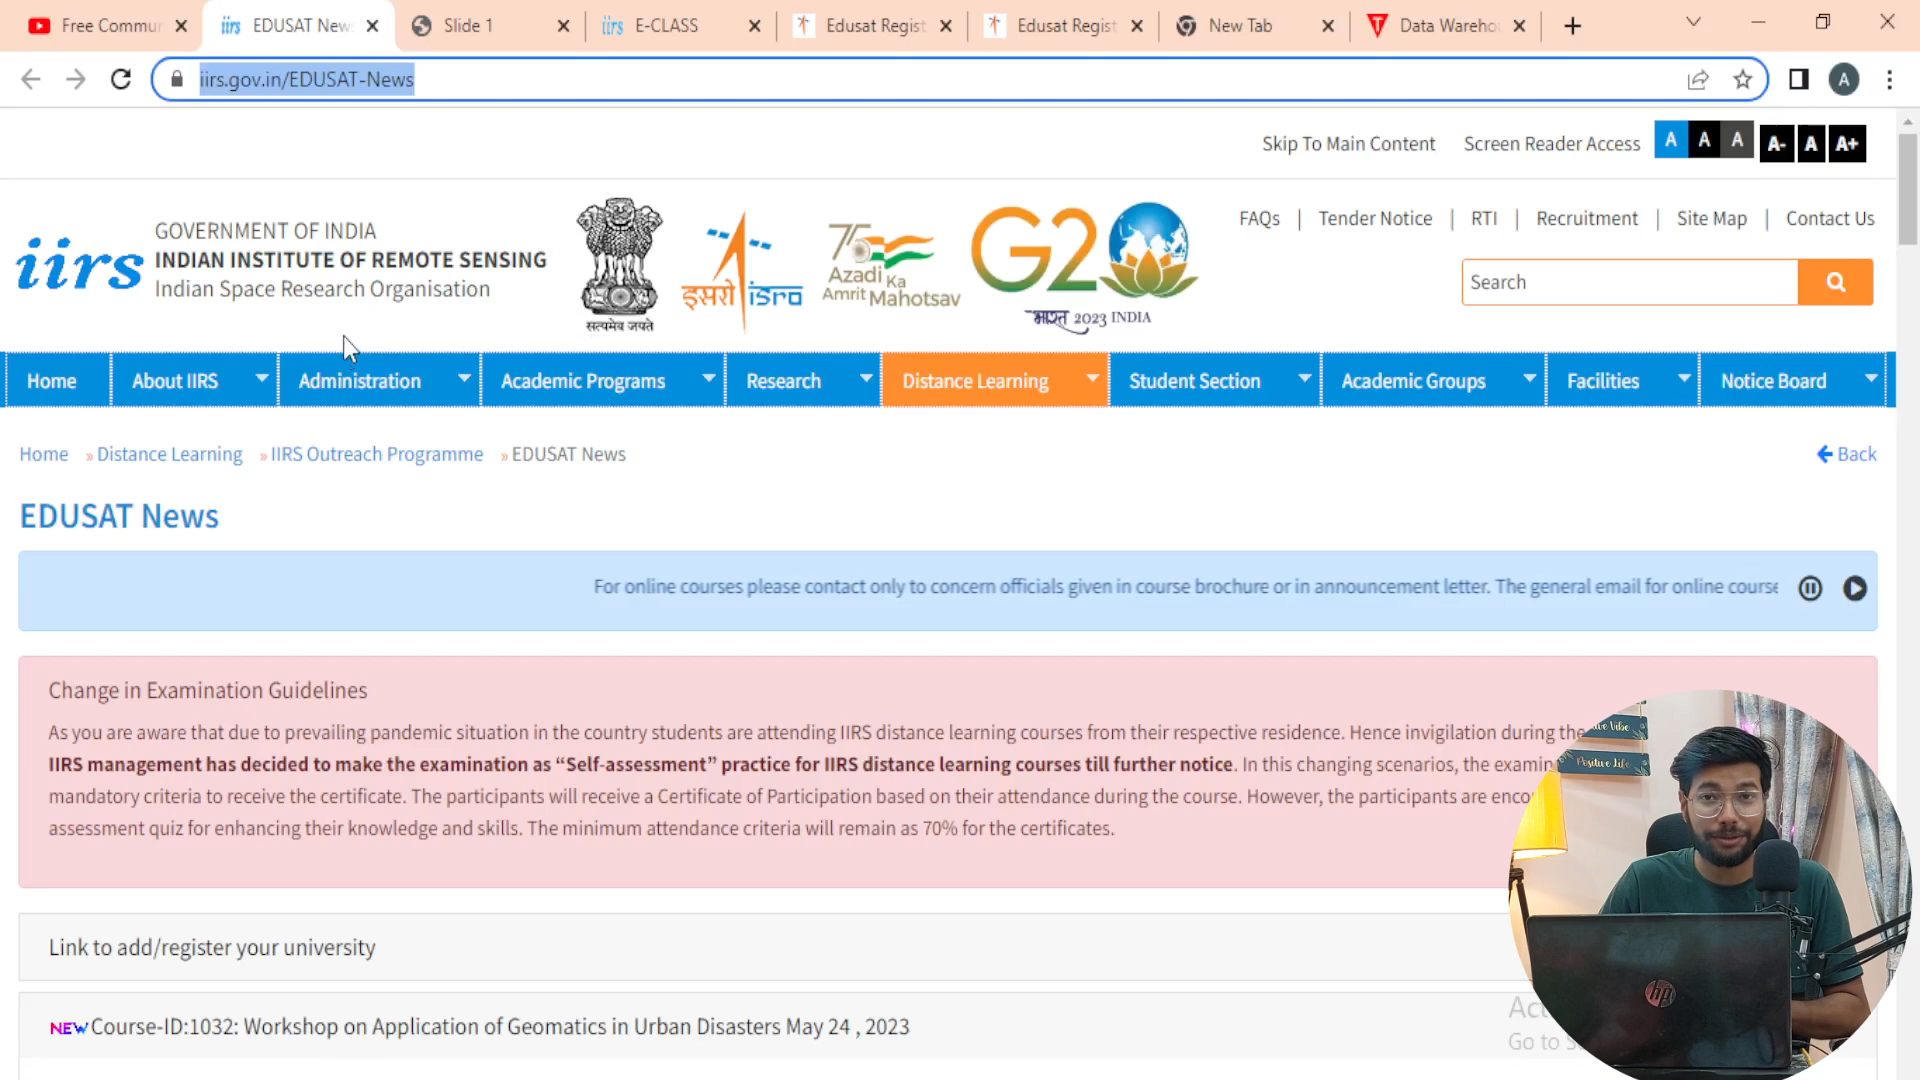 Free Commu
EDUSAT New
Slide 1
E-CLASS
Edusat Regist
Edusat Regist
New Tab
Data Wareho
iirs.gov.in/EDUSAT-News
A
Skip To Main Content
Screen Reader Access
A A A A- A A+
iirs
GOVERNMENT OF INDIA
INDIAN INSTITUTE OF REMOTE SENSING
Indian Space Research Organisation
सत्यमेव जयते
इसरो isro
75
Azadi Ka
Amrit Mahotsav
G20
भारत 2023 INDIA
FAQs | Tender Notice | RTI | Recruitment | Site Map | Contact Us
Search
Home
About IIRS
Administration
Academic Programs
Research
Distance Learning
Student Section
Academic Groups
Facilities
Notice Board
Home » Distance Learning » IIRS Outreach Programme » EDUSAT News
Back
EDUSAT News
For online courses please contact only to concern officials given in course brochure or in announcement letter. The general email for online course
Change in Examination Guidelines
As you are aware that due to prevailing pandemic situation in the country students are attending IIRS distance learning courses from their respective residence. Hence invigilation during the
IIRS management has decided to make the examination as “Self-assessment” practice for IIRS distance learning courses till further notice. In this changing scenarios, the examin
mandatory criteria to receive the certificate. The participants will receive a Certificate of Participation based on their attendance during the course. However, the participants are enco
assessment quiz for enhancing their knowledge and skills. The minimum attendance criteria will remain as 70% for the certificates.
Link to add/register your university
NEW Course-ID:1032: Workshop on Application of Geomatics in Urban Disasters May 24 , 2023
Positive Life
hp
Go to S